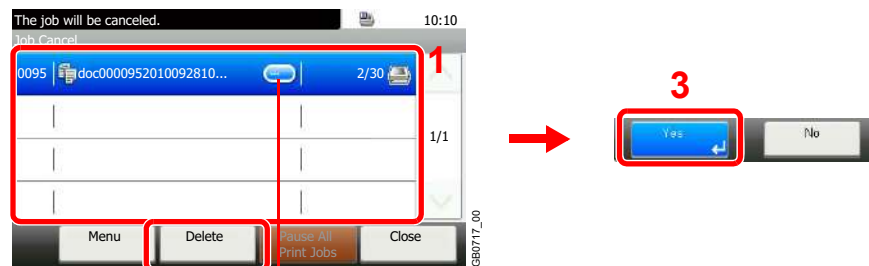 The job will be canceled.
10:10
Job Cancel
1
0095 doc0000952010092810... 2/30
1/1
Menu Delete Pause All Print Jobs Close
GB0717_00
3
Yes No